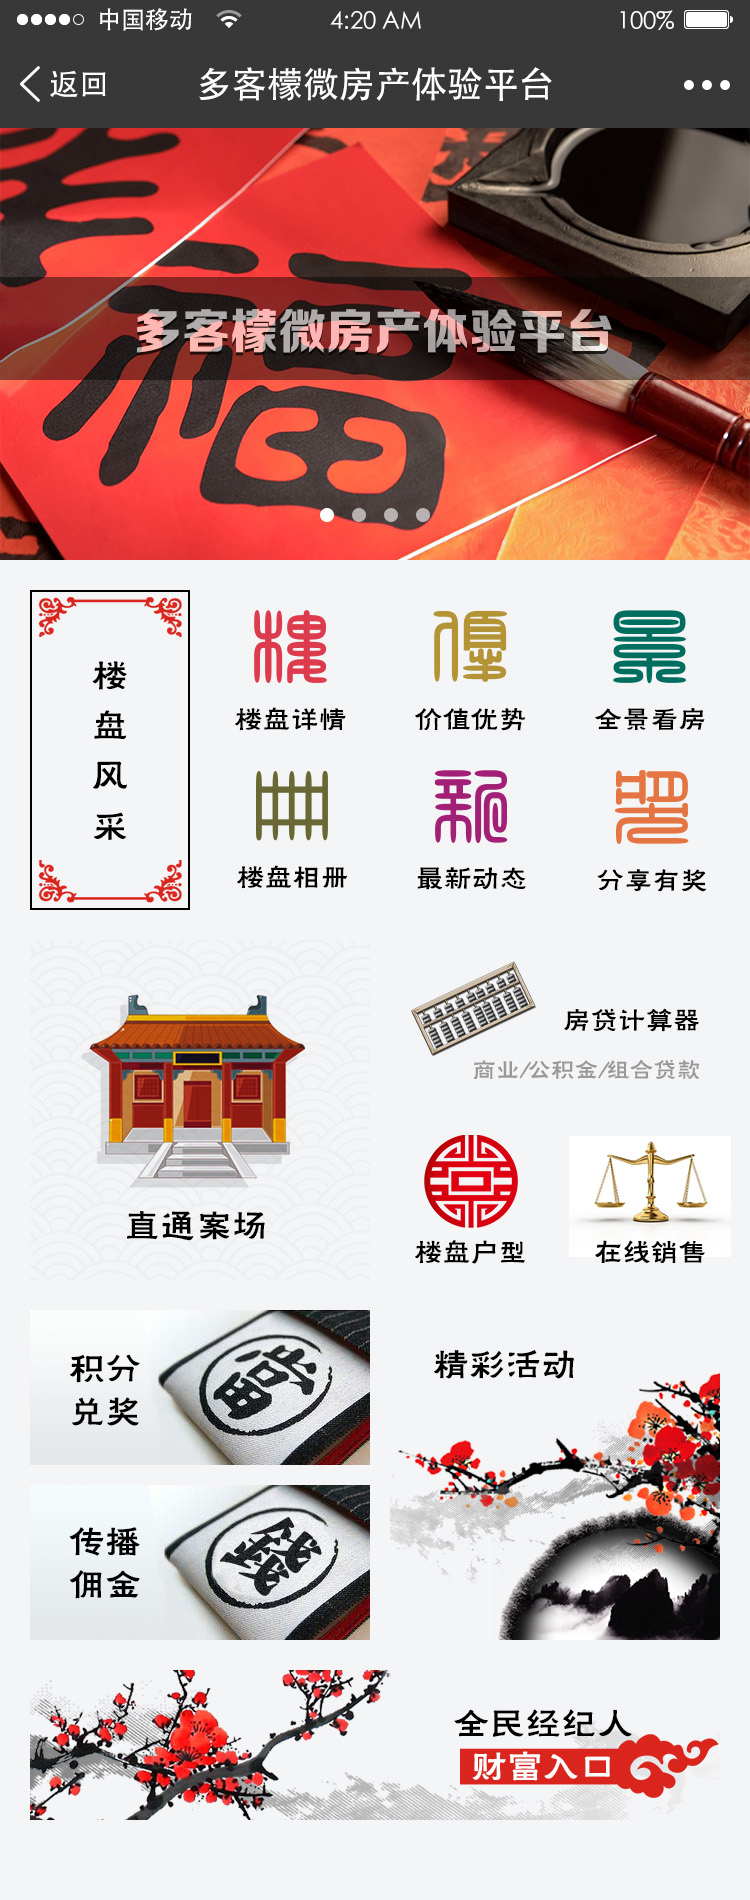 中国移动 4:20 AM 100%
返回 多客檬微房产体验平台
福
多客檬微房产体验平台
楼盘风采
樓 優 景
楼盘详情 价值优势 全景看房
楼盘相册 最新动态 分享有奖
房贷计算器
商业/公积金/组合贷款
直通案场
楼盘户型 在线销售
积分
兑奖
精彩活动
传播
佣金
錢
全民经纪人
财富入口